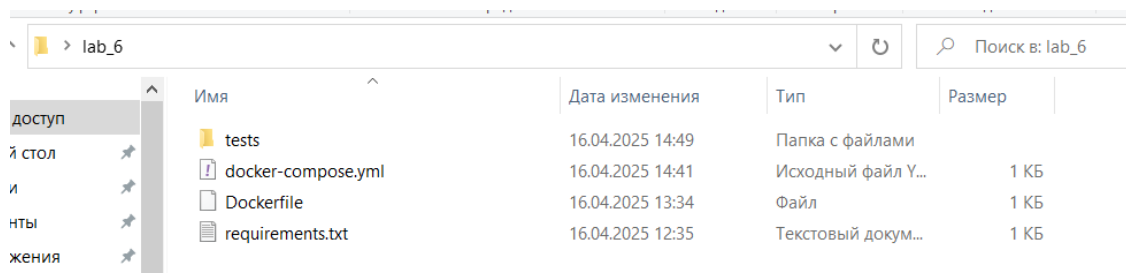 lab_6
Поиск в: lab_6
Имя Дата изменения Тип Размер
доступ
tests 16.04.2025 14:49 Папка с файлами
й стол
docker-compose.yml 16.04.2025 14:41 Исходный файл Y... 1 КБ
и
Dockerfile 16.04.2025 13:34 Файл 1 КБ
нты
requirements.txt 16.04.2025 12:35 Текстовый докум... 1 КБ
жения